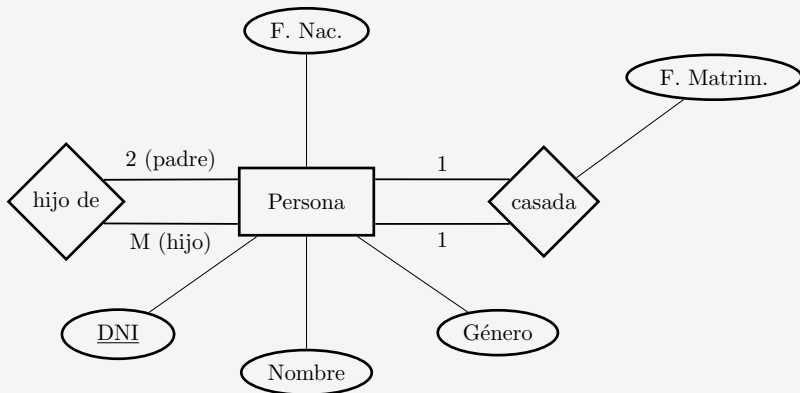 F. Nac.
F. Matrim.
2 (padre)
1
hijo de
Persona
casada
M (hijo)
1
DNI
Género
Nombre